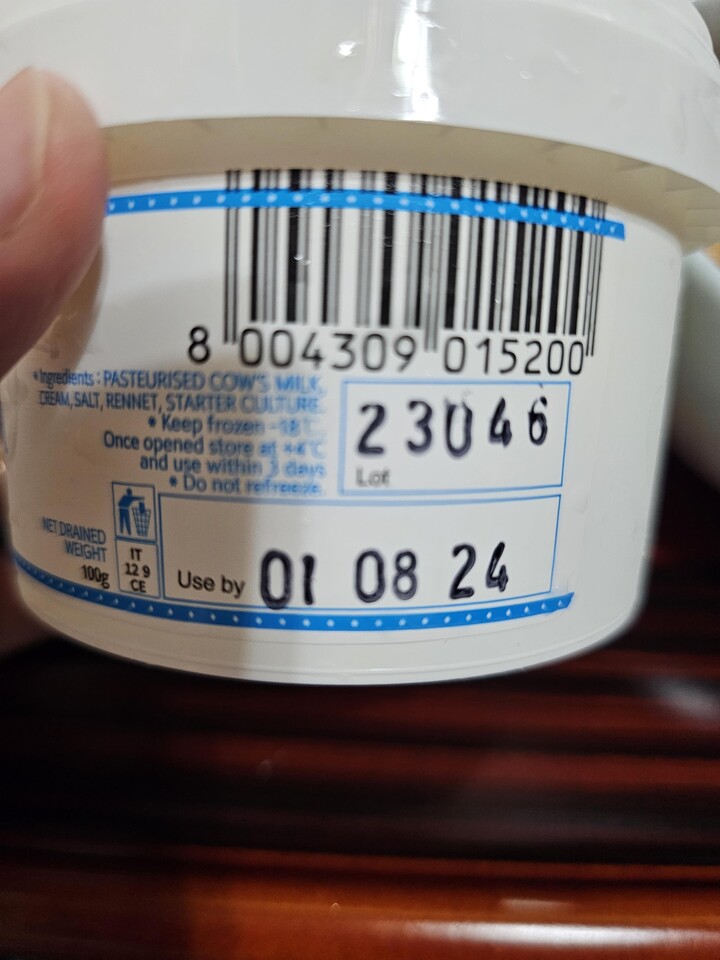 8 004309 015200
*Ingredients: PASTEURISED COW'S MILK,
CREAM, SALT, RENNET, STARTER CULTURE.
* Keep frozen -18°C.
Once opened store at +4°C
and use within 3 days
* Do not refreeze.
23046
Lot
NET DRAINED
WEIGHT
100g
IT
12 9
CE
Use by 01 08 24